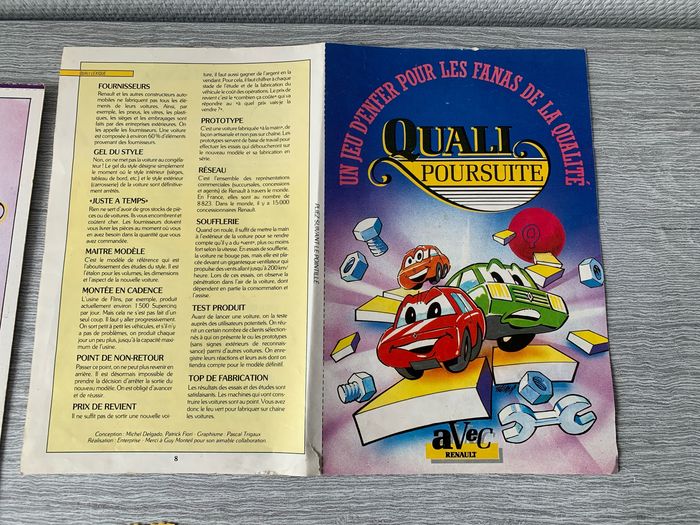 QUALI LEXIQUE
FOURNISSEURS
Renault et les autres constructeurs auto-
mobiles ne fabriquent pas tous les élé-
ments de leurs voitures. Ainsi, par
exemple, les pneus, les vitres, les plasti-
ques, les sièges et les embrayages sont
faits par des entreprises extérieures. On
les appelle les fournisseurs. Une voiture
est composée à environ 60% d'éléments
provenant des fournisseurs.
GEL DU STYLE
Non, on ne met pas la voiture au congéla-
teur ! Le gel du style désigne simplement
le moment où le style intérieur (sièges,
tableau de bord, etc.) et le style extérieur
(carrosserie) de la voiture sont définitive-
ment arrêtés.
«JUSTE A TEMPS»
Rien ne sert d'avoir de gros stocks de piè-
ces ou de voitures. Ils vous encombrent et
coûtent cher. Les fournisseurs doivent
vous livrer les pièces au moment où vous
en avez besoin dans la quantité que vous
avez commandée.
MAITRE MODÈLE
C'est le modèle de référence qui est
l'aboutissement des études du style. Il est
l'étalon pour les volumes, les dimensions
et l'aspect de la nouvelle voiture.
MONTÉE EN CADENCE
L'usine de Flins, par exemple, produit
actuellement environ 1500 Supercinq
par jour. Mais cela ne s'est pas fait d'un
seul coup. Il faut y aller progressivement.
On sort petit à petit les véhicules, et s'il n'y
a pas de problèmes, on produit chaque
jour un peu plus, jusqu'à la capacité maxi-
mum de l'usine.
POINT DE NON-RETOUR
Passer ce point, on ne peut plus revenir en
arrière. Il est désormais impossible de
prendre la décision d'arrêter la sortie du
nouveau modèle. On est obligé d'avancer
et de réussir.
PRIX DE REVIENT
Il ne suffit pas de sortir une nouvelle voi-
ture, il faut aussi gagner de l'argent en la
vendant. Pour cela, il faut chiffrer à chaque
stade de l'étude et de la fabrication du
véhicule le coût des opérations. Le prix de
revient c'est le «combien ça coûte» qui va
répondre au «à quel prix vais-je la
vendre ?».
PROTOTYPE
C'est une voiture fabriquée «à la main», de
façon artisanale et non pas sur chaîne. Les
prototypes servent de base de travail pour
effectuer les essais qui déboucheront sur
le nouveau modèle et sa fabrication en
série.
RÉSEAU
C'est l'ensemble des représentations
commerciales (succursales, concessions
et agents) de Renault à travers le monde.
En France, elles sont au nombre de
8 823. Dans le monde, il y a 15 000
concessionnaires Renault.
SOUFFLERIE
Quand on roule, il suffit de mettre la main
à l'extérieur de la voiture pour se rendre
compte qu'il y a du «vent», plus ou moins
fort selon la vitesse. En essais de soufflerie,
la voiture ne bouge pas, mais elle est pla-
cée devant un gigantesque ventilateur qui
propulse des vents allant jusqu'à 200 km/
heure. Lors de ces essais, on observe la
pénétration dans l'air de la voiture, dont
dépendent en partie la consommation et
l'assise.
TEST PRODUIT
Avant de lancer une voiture, on la teste
auprès des utilisateurs potentiels. On réu-
nit un certain nombre de clients sélection-
nés à qui on présente le ou les prototypes
(sans signes extérieurs de reconnais-
sance) parmi d'autres voitures. On enre-
gistre leurs réactions et leurs avis dont on
tiendra compte pour le modèle définitif.
TOP DE FABRICATION
Les résultats des essais et des études sont
satisfaisants. Les machines qui vont cons-
truire les voitures sont au point. Vous avez
donc le feu vert pour fabriquer sur chaîne
les voitures.
Conception : Michel Delgado, Patrick Fiori - Graphisme : Pascal Trigaux
Réalisation : Enterprise - Merci à Guy Monteil pour son aimable collaboration.
8
PLIEZ SUIVANT LE POINTILLÉ
UN JEU D'ENFER POUR LES FANAS DE LA QUALITÉ
QUALI
POURSUITE
aVeC
RENAULT